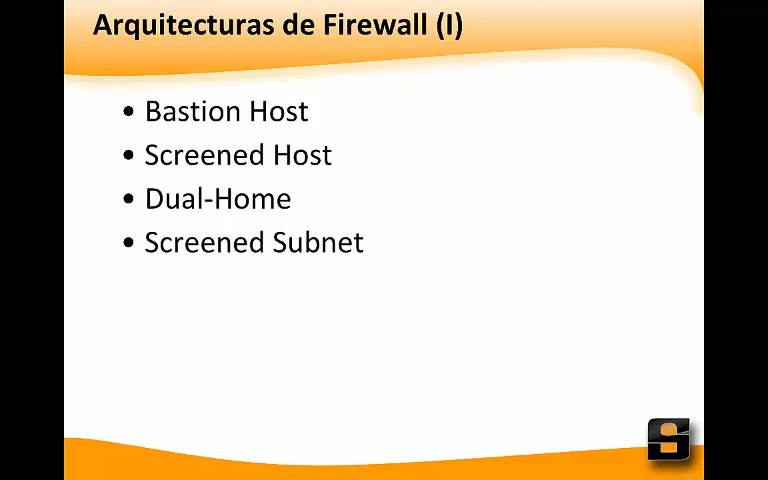 Arquitecturas de Firewall (I)
• Bastion Host
• Screened Host
• Dual-Home
• Screened Subnet